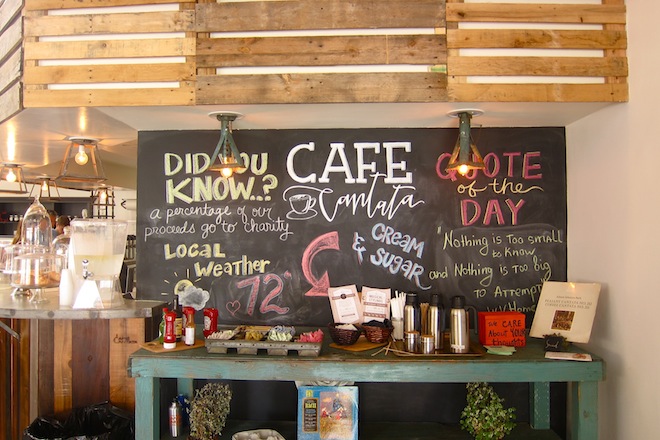 DID YOU
KNOW..?
a percentage of our
proceeds go to charity
LOCAL
Weather
72°
CAFE
Cantata
CREAM
&
SUGAR
QUOTE
of the
DAY
"Nothing is Too small
to Know
and Nothing is Too big
to Attempt"
WE CARE
About YOUR
thoughts